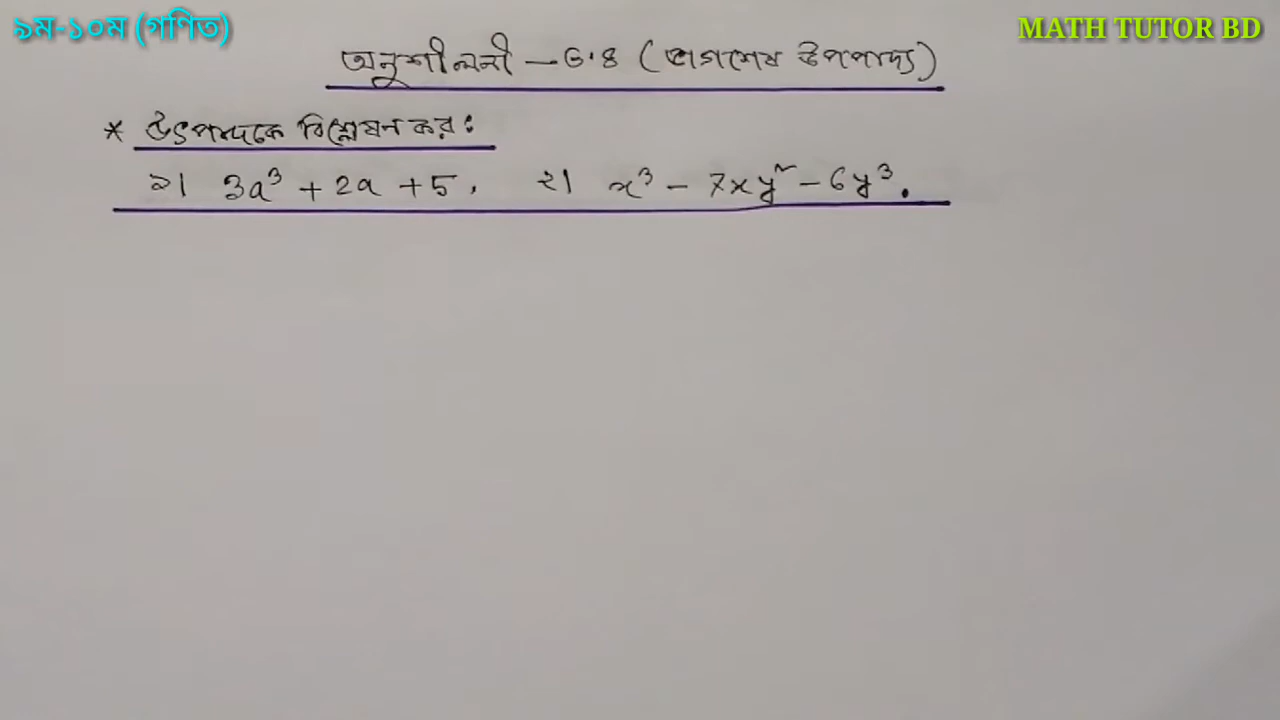 ৯ম-১০ম (গণিত)
MATH TUTOR BD
অনুশীলনী – ৩.৪ (ভাগশেষ উপপাদ্য)
* উৎপাদকে বিশ্লেষন কর:
১। 3a³ + 2a + 5, ২। x³ - 7xy² - 6y³.